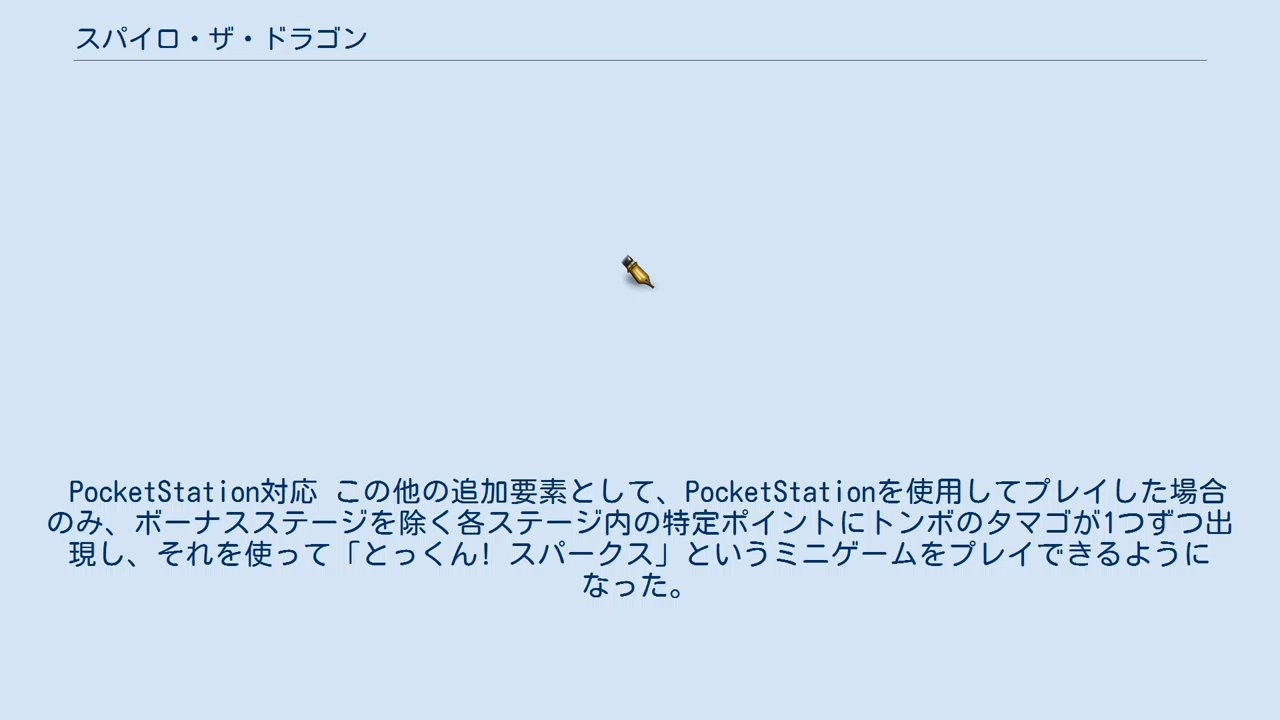 スパイロ・ザ・ドラゴン
PocketStation対応 この他の追加要素として、PocketStationを使用してプレイした場合
のみ、ボーナスステージを除く各ステージ内の特定ポイントにトンボのタマゴが1つずつ出
現し、それを使って「とっくん! スパークス」というミニゲームをプレイできるように
なった。